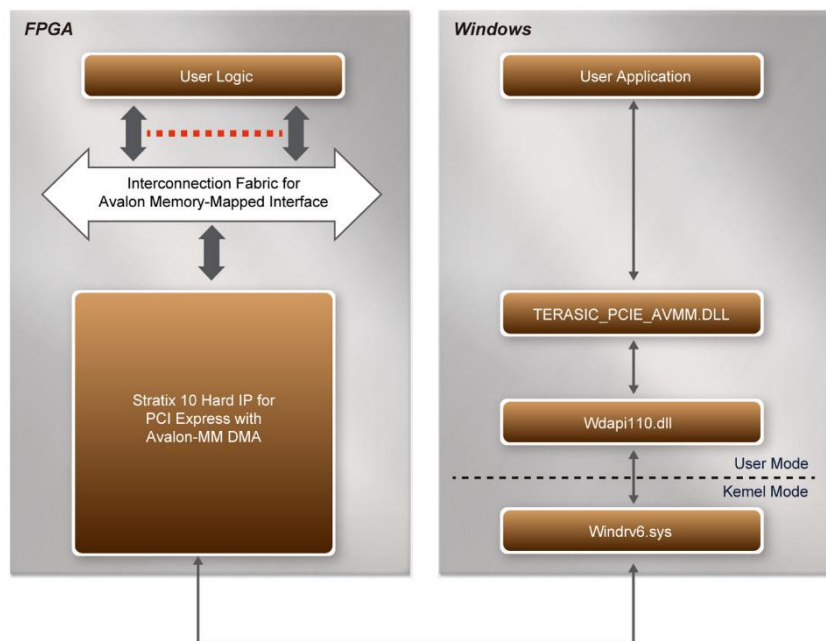 FPGA
User Logic
Interconnection Fabric for
Avalon Memory-Mapped Interface
Stratix 10 Hard IP for
PCI Express with
Avalon-MM DMA
Windows
User Application
TERASIC_PCIE_AVMM.DLL
Wdapi110.dll
User Mode
Kemel Mode
Windrv6.sys